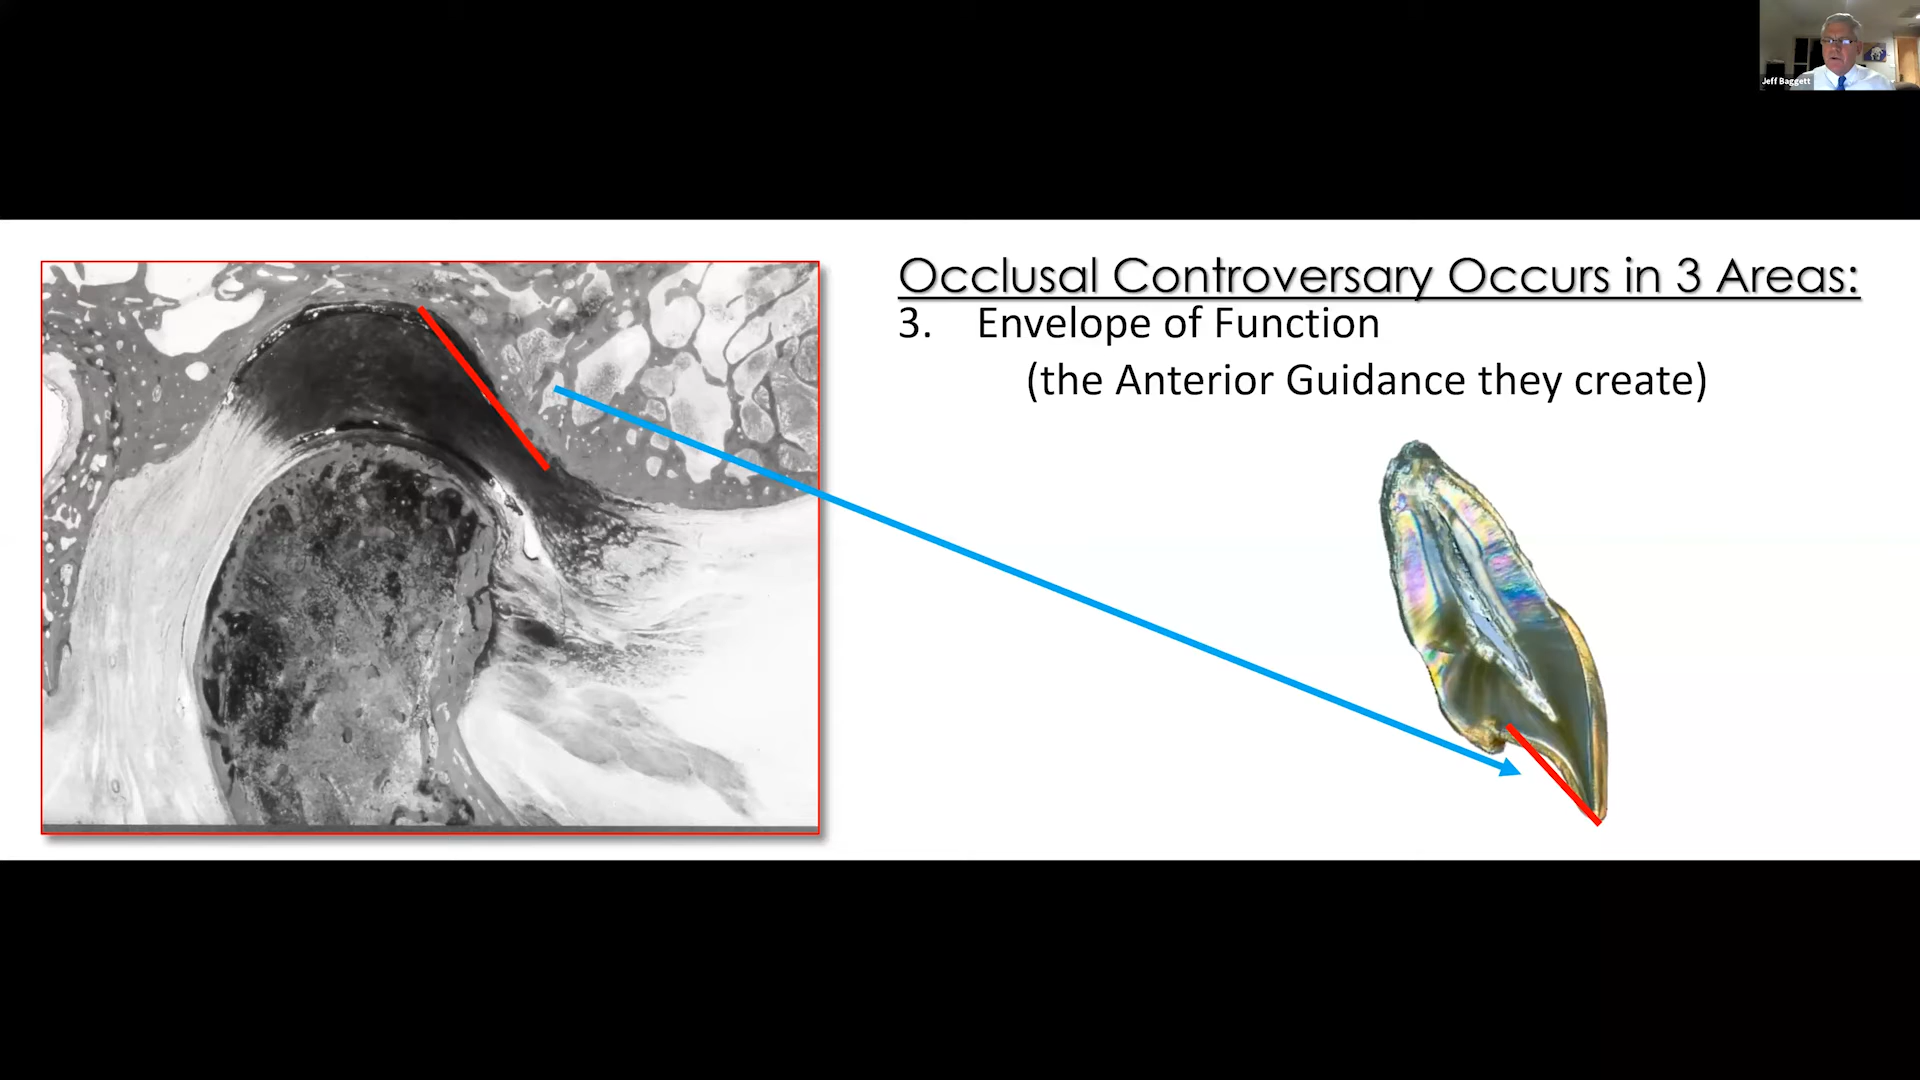 Jeff Baggett
Occlusal Controversary Occurs in 3 Areas:
3. Envelope of Function
(the Anterior Guidance they create)